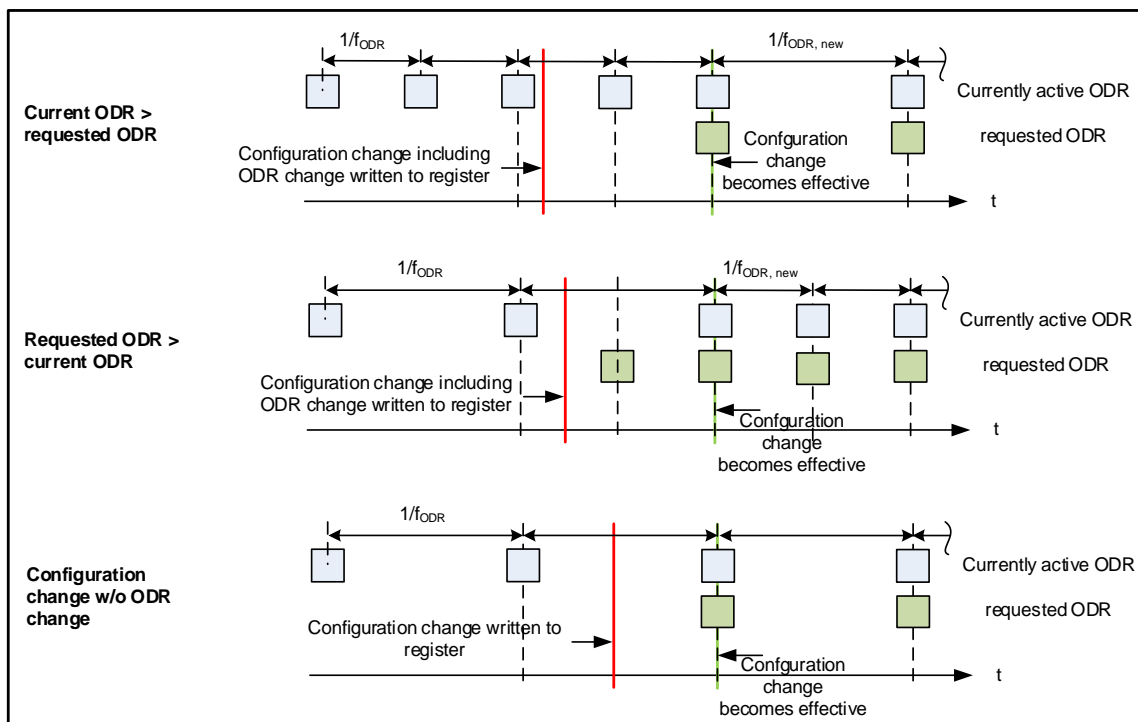 1/fODR
1/fODR, new
Current ODR >
requested ODR
Currently active ODR
requested ODR
Configuration change including
ODR change written to register
Confguration
change
becomes effective
t
1/fODR
1/fODR, new
Requested ODR >
current ODR
Currently active ODR
requested ODR
Configuration change including
ODR change written to register
Confguration
change
becomes effective
t
1/fODR
Configuration
change w/o ODR
change
Currently active ODR
requested ODR
Configuration change written to
register
Confguration
change
becomes effective
t